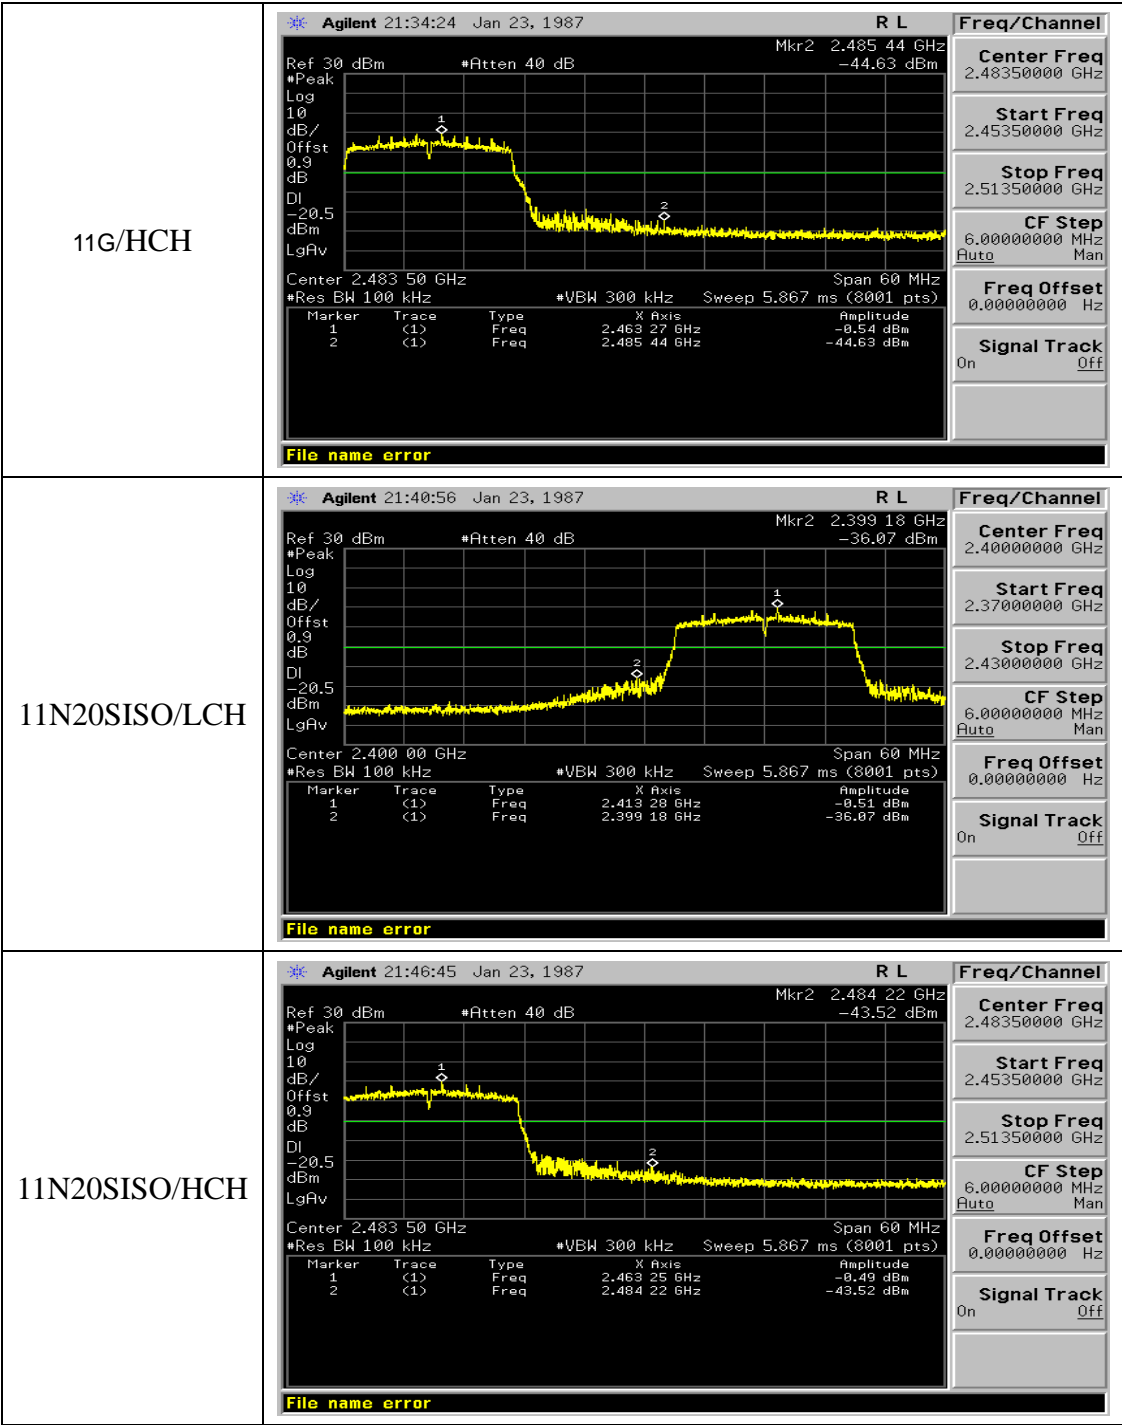 11G/HCH
Agilent 21:34:24 Jan 23, 1987 R L Freq/Channel
Mkr2 2.485 44 GHz
Ref 30 dBm #Atten 40 dB -44.63 dBm
#Peak
Log
10
dB/
Offst
0.9
dB
DI
-20.5
dBm
LgAv
1
2
Center 2.483 50 GHz Span 60 MHz
#Res BW 100 kHz #VBW 300 kHz Sweep 5.867 ms (8001 pts)
Marker Trace Type X Axis Amplitude
1 (1) Freq 2.463 27 GHz -0.54 dBm
2 (1) Freq 2.485 44 GHz -44.63 dBm
File name error
Center Freq
2.48350000 GHz
Start Freq
2.45350000 GHz
Stop Freq
2.51350000 GHz
CF Step
6.00000000 MHz
Auto Man
Freq Offset
0.00000000 Hz
Signal Track
On Off
11N20SISO/LCH
Agilent 21:40:56 Jan 23, 1987 R L Freq/Channel
Mkr2 2.399 18 GHz
Ref 30 dBm #Atten 40 dB -36.07 dBm
#Peak
Log
10
dB/
Offst
0.9
dB
DI
-20.5
dBm
LgAv
1
2
Center 2.400 00 GHz Span 60 MHz
#Res BW 100 kHz #VBW 300 kHz Sweep 5.867 ms (8001 pts)
Marker Trace Type X Axis Amplitude
1 (1) Freq 2.413 28 GHz -0.51 dBm
2 (1) Freq 2.399 18 GHz -36.07 dBm
File name error
Center Freq
2.40000000 GHz
Start Freq
2.37000000 GHz
Stop Freq
2.43000000 GHz
CF Step
6.00000000 MHz
Auto Man
Freq Offset
0.00000000 Hz
Signal Track
On Off
11N20SISO/HCH
Agilent 21:46:45 Jan 23, 1987 R L Freq/Channel
Mkr2 2.484 22 GHz
Ref 30 dBm #Atten 40 dB -43.52 dBm
#Peak
Log
10
dB/
Offst
0.9
dB
DI
-20.5
dBm
LgAv
1
2
Center 2.483 50 GHz Span 60 MHz
#Res BW 100 kHz #VBW 300 kHz Sweep 5.867 ms (8001 pts)
Marker Trace Type X Axis Amplitude
1 (1) Freq 2.463 25 GHz -0.49 dBm
2 (1) Freq 2.484 22 GHz -43.52 dBm
File name error
Center Freq
2.48350000 GHz
Start Freq
2.45350000 GHz
Stop Freq
2.51350000 GHz
CF Step
6.00000000 MHz
Auto Man
Freq Offset
0.00000000 Hz
Signal Track
On Off